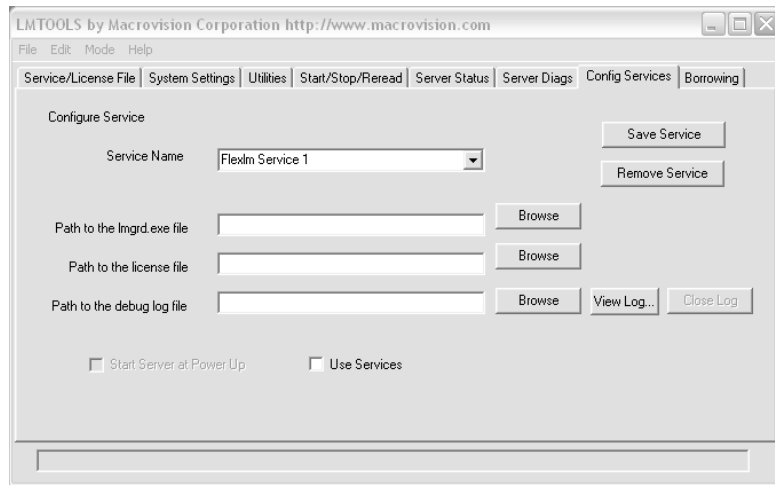 LMTOOLS by Macrovision Corporation http://www.macrovision.com
File Edit Mode Help
Service/License File System Settings Utilities Start/Stop/Reread Server Status Server Diags Config Services Borrowing
Configure Service
Save Service
Service Name Flexlm Service 1
Remove Service
Path to the lmgrd.exe file Browse
Path to the license file Browse
Path to the debug log file Browse View Log... Close Log
Start Server at Power Up Use Services